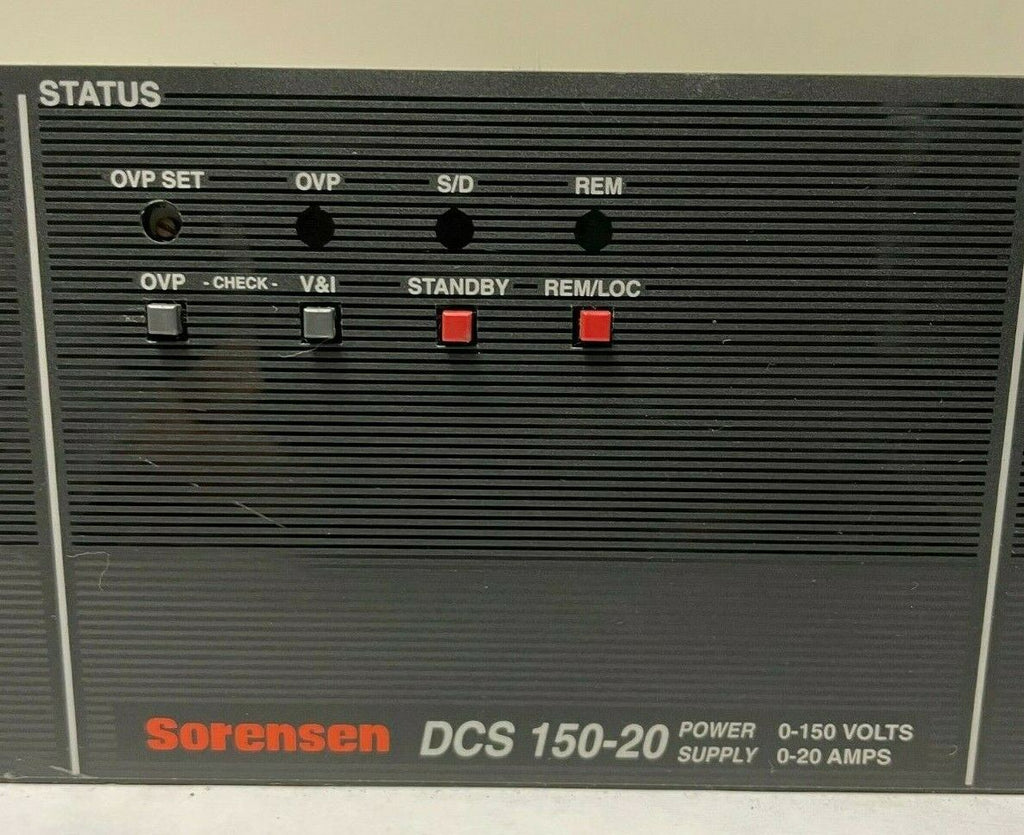 STATUS
OVP SET OVP S/D REM
OVP - CHECK - V&I STANDBY REM/LOC
Sorensen DCS 150-20 POWER SUPPLY 0-150 VOLTS 0-20 AMPS